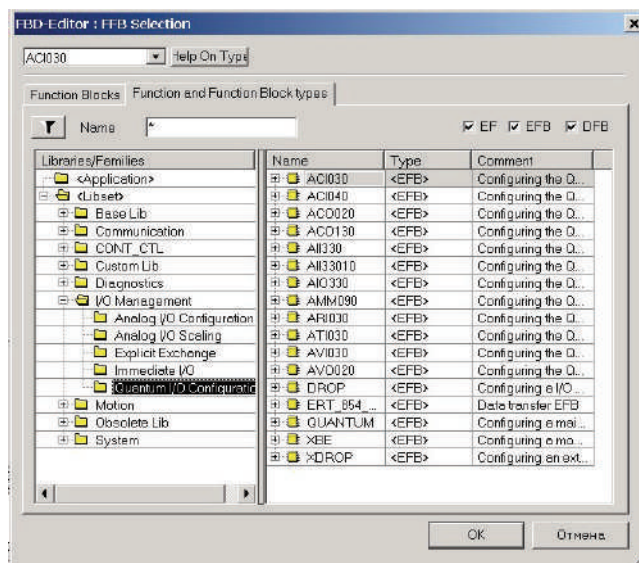 FBD-Editor : FFB Selection
ACI030 Help On Type
Function Blocks Function and Function Block types
Name * EF EFB DFB
Libraries/Families
<Application>
<Libset>
Base Lib
Communication
CONT_CTL
Custom Lib
Diagnostics
I/O Management
Analog I/O Configuration
Analog I/O Scaling
Explicit Exchange
Immediate I/O
Quantum I/O Configuratic
Motion
Obsolete Lib
System
Name Type Comment
ACI030 <EFB> Configuring the Q...
ACI040 <EFB> Configuring the Q...
ACO020 <EFB> Configuring the Q...
ACO130 <EFB> Configuring the Q...
AII330 <EFB> Configuring the Q...
AII33010 <EFB> Configuring the Q...
AIO330 <EFB> Configuring the Q...
AMM090 <EFB> Configuring the Q...
ARI030 <EFB> Configuring the Q...
ATI030 <EFB> Configuring the Q...
AVI030 <EFB> Configuring the Q...
AVO020 <EFB> Configuring the Q...
DROP <EFB> Configuring a I/O ...
ERT_854_... <EFB> Data transfer EFB
QUANTUM <EFB> Configuring a mai...
XBE <EFB> Configuring a mo...
XDROP <EFB> Configuring an ext...
OK Отмена